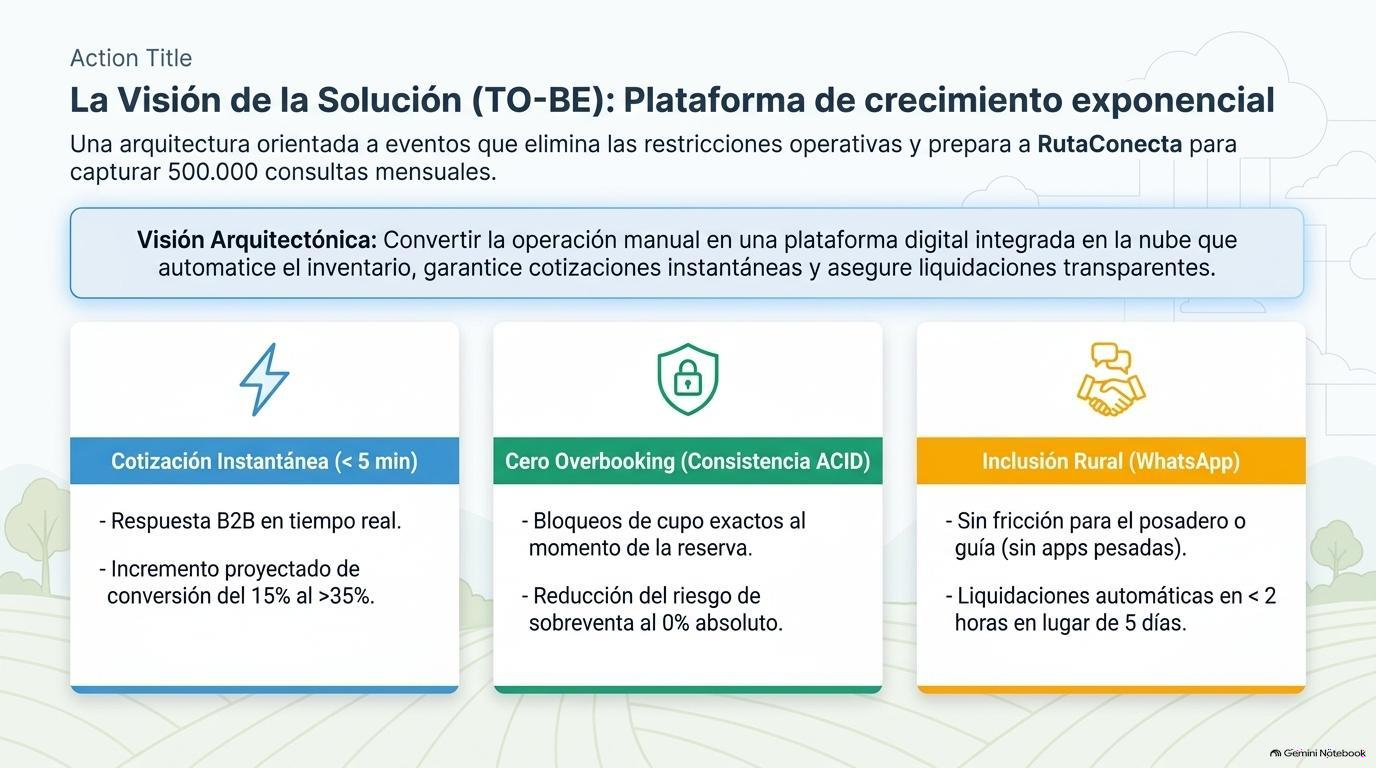 Action Title
La Visión de la Solución (TO-BE): Plataforma de crecimiento exponencial
Una arquitectura orientada a eventos que elimina las restricciones operativas y prepara a RutaConecta para
capturar 500.000 consultas mensuales.
Visión Arquitectónica: Convertir la operación manual en una plataforma digital integrada en la nube que
automatice el inventario, garantice cotizaciones instantáneas y asegure liquidaciones transparentes.
Cotización Instantánea (< 5 min)
- Respuesta B2B en tiempo real.
- Incremento proyectado de
conversión del 15% al >35%.
Cero Overbooking (Consistencia ACID)
- Bloqueos de cupo exactos al
momento de la reserva.
- Reducción del riesgo de
sobreventa al 0% absoluto.
Inclusión Rural (WhatsApp)
- Sin fricción para el posadero o
guía (sin apps pesadas).
- Liquidaciones automáticas en < 2
horas en lugar de 5 días.
Gemini Notebook